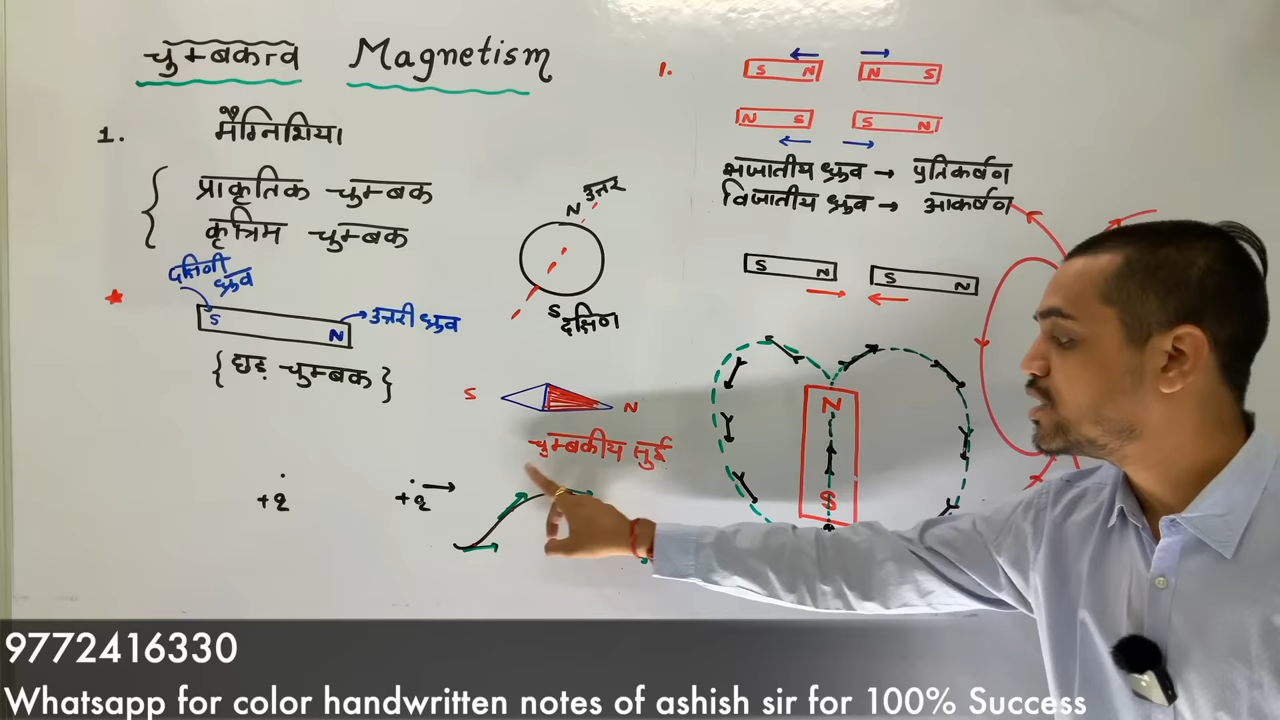 चुम्बकत्व Magnetism
1. मैग्निशिया
प्राकृतिक चुम्बक
कृत्रिम चुम्बक
दक्षिणी ध्रुव
S N उत्तरी ध्रुव
{ छड़ चुम्बक }
N उत्तर
S दक्षिण
S N
चुम्बकीय सुई
+q +q
1. S N N S
N S S N
सजातीय ध्रुव → प्रतिकर्षण
विजातीय ध्रुव → आकर्षण
S N S N
N
S
9772416330
Whatsapp for color handwritten notes of ashish sir for 100% Success